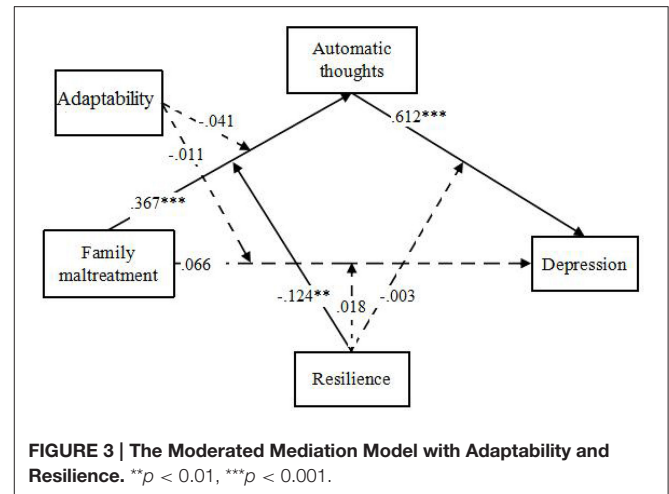 Automatic
thoughts
Adaptability
-.041
.612***
-.011
.367***
Family
maltreatment
.066
Depression
-.124**
.018
-.003
Resilience
FIGURE 3 | The Moderated Mediation Model with Adaptability and
Resilience. **p < 0.01, ***p < 0.001.